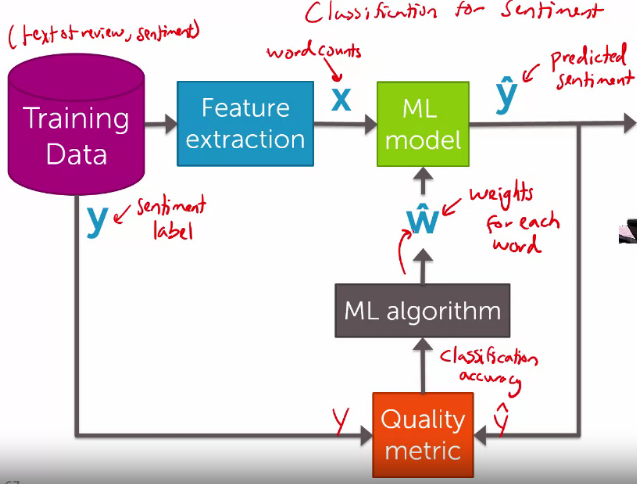 Classification for Sentiment
(text of review, sentiment)
word counts
predicted
sentiment
Training
Data
Feature
extraction
x
ML
model
ŷ
y
sentiment
label
ŵ
weights
for each
word
ML algorithm
classification
accuracy
y
Quality
metric
ŷ